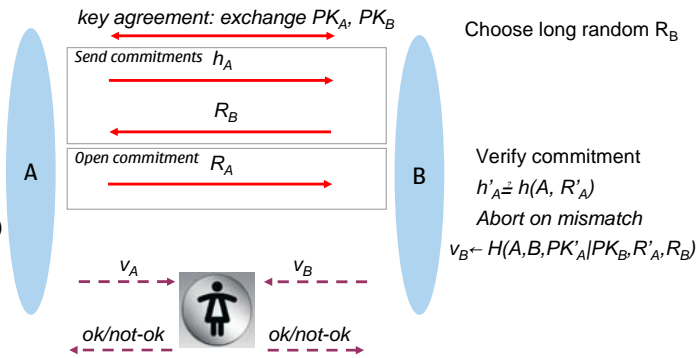 key agreement: exchange PK_A, PK_B
Choose long random R_B
Send commitments h_A
R_B
Open commitment R_A
A
B
Verify commitment
h'_A ≟ h(A, R'_A)
Abort on mismatch
)
v_B← H(A,B,PK'_A|PK_B,R'_A,R_B)
v_A
v_B
ok/not-ok
ok/not-ok